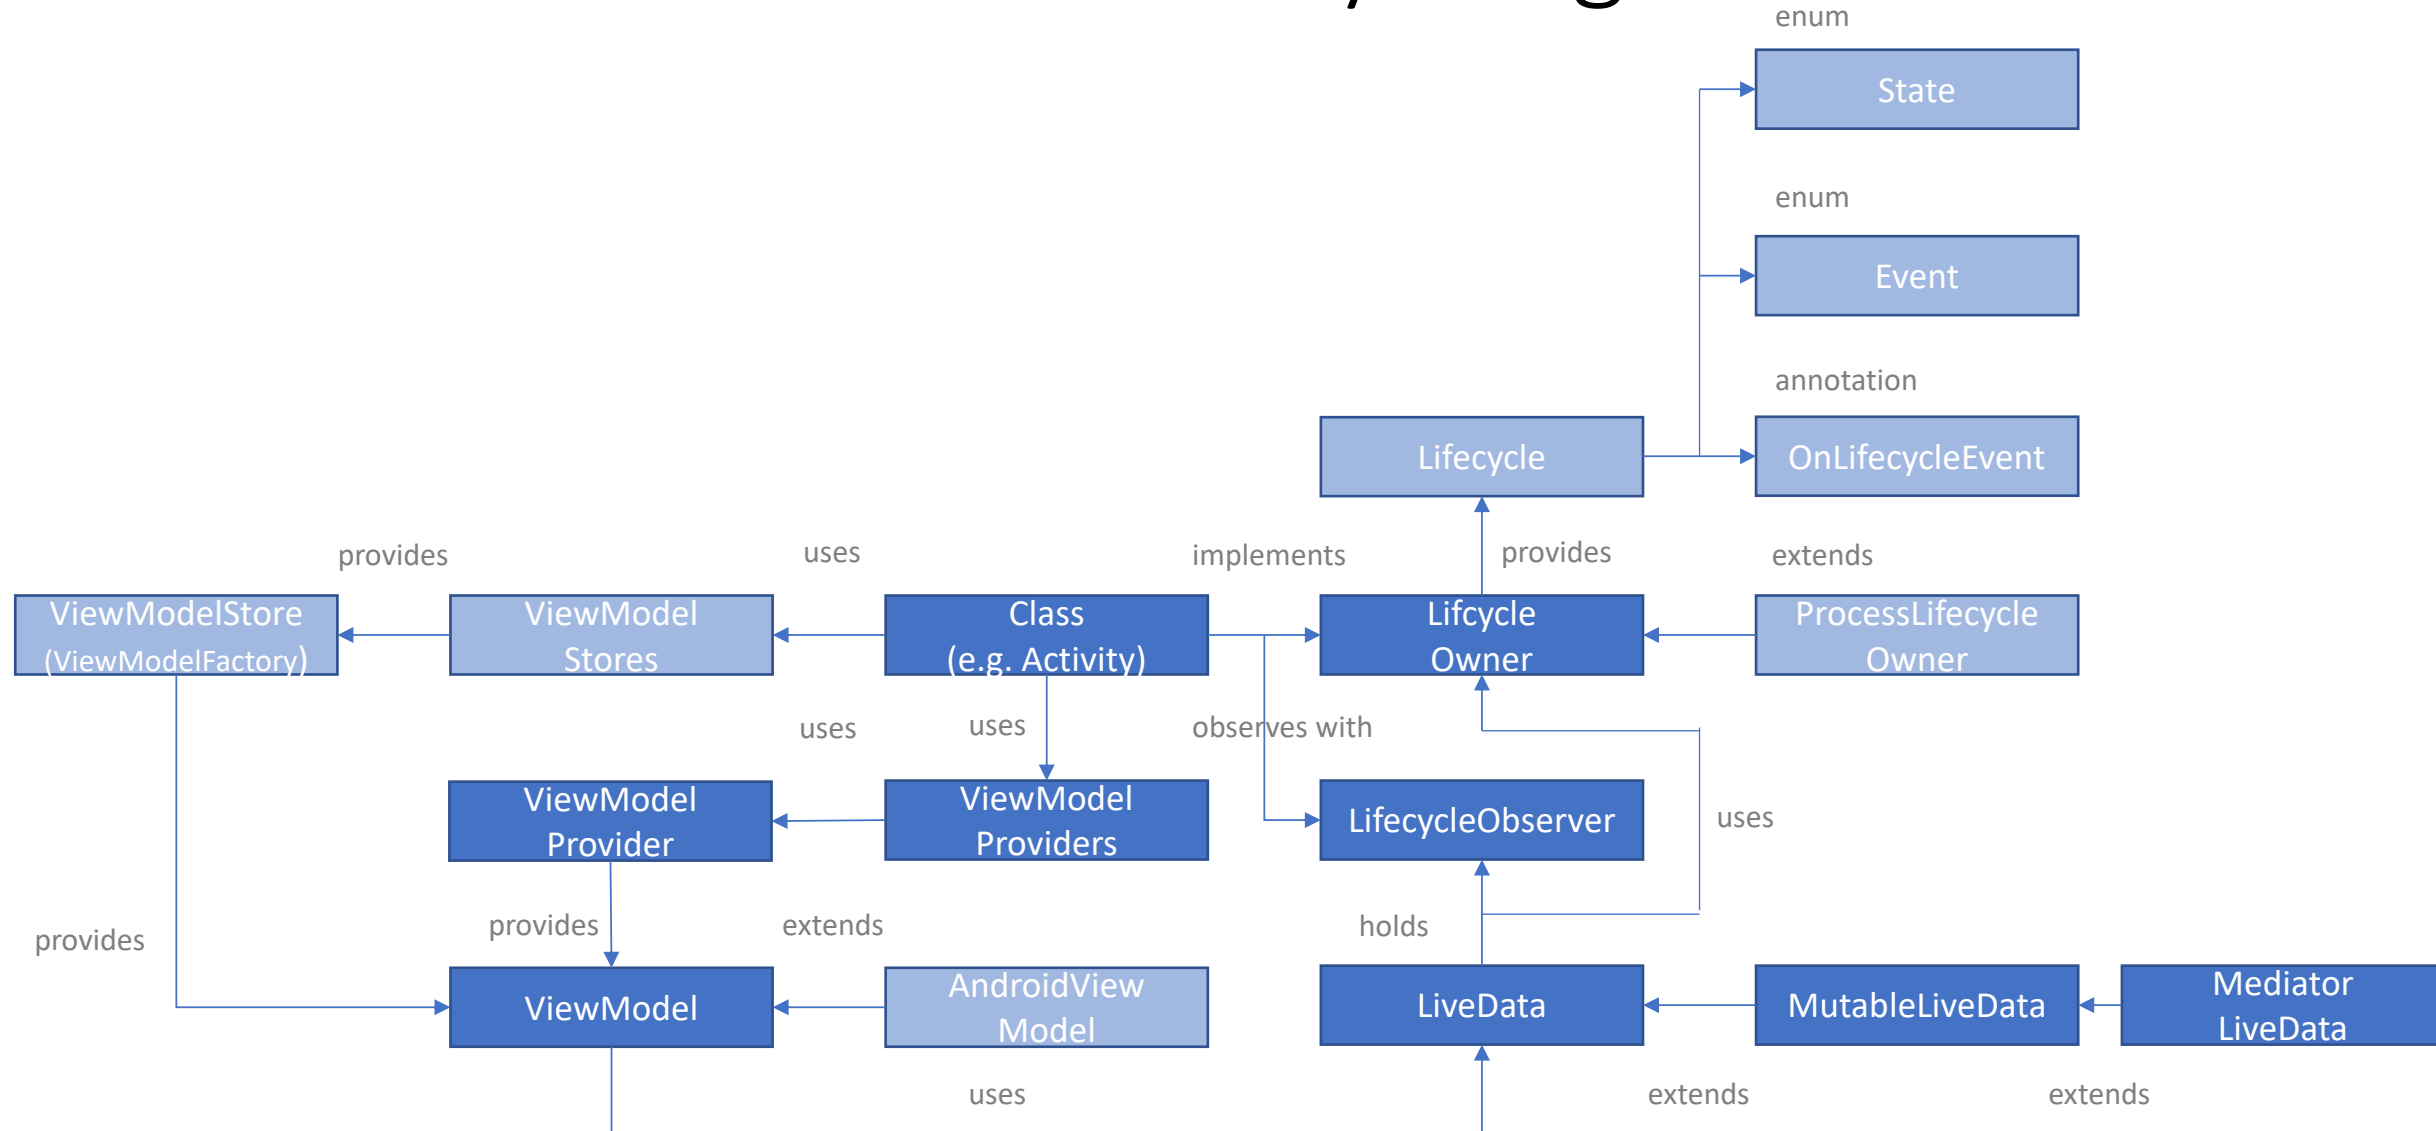 enum
State
enum
Event
annotation
Lifecycle
OnLifecycleEvent
provides
uses
implements
provides
extends
ViewModelStore
(ViewModelFactory)
ViewModel
Stores
Class
(e.g. Activity)
Lifcycle
Owner
ProcessLifecycle
Owner
uses
uses
observes with
ViewModel
Provider
ViewModel
Providers
LifecycleObserver
uses
provides
provides
extends
holds
ViewModel
AndroidView
Model
LiveData
MutableLiveData
Mediator
LiveData
uses
extends
extends